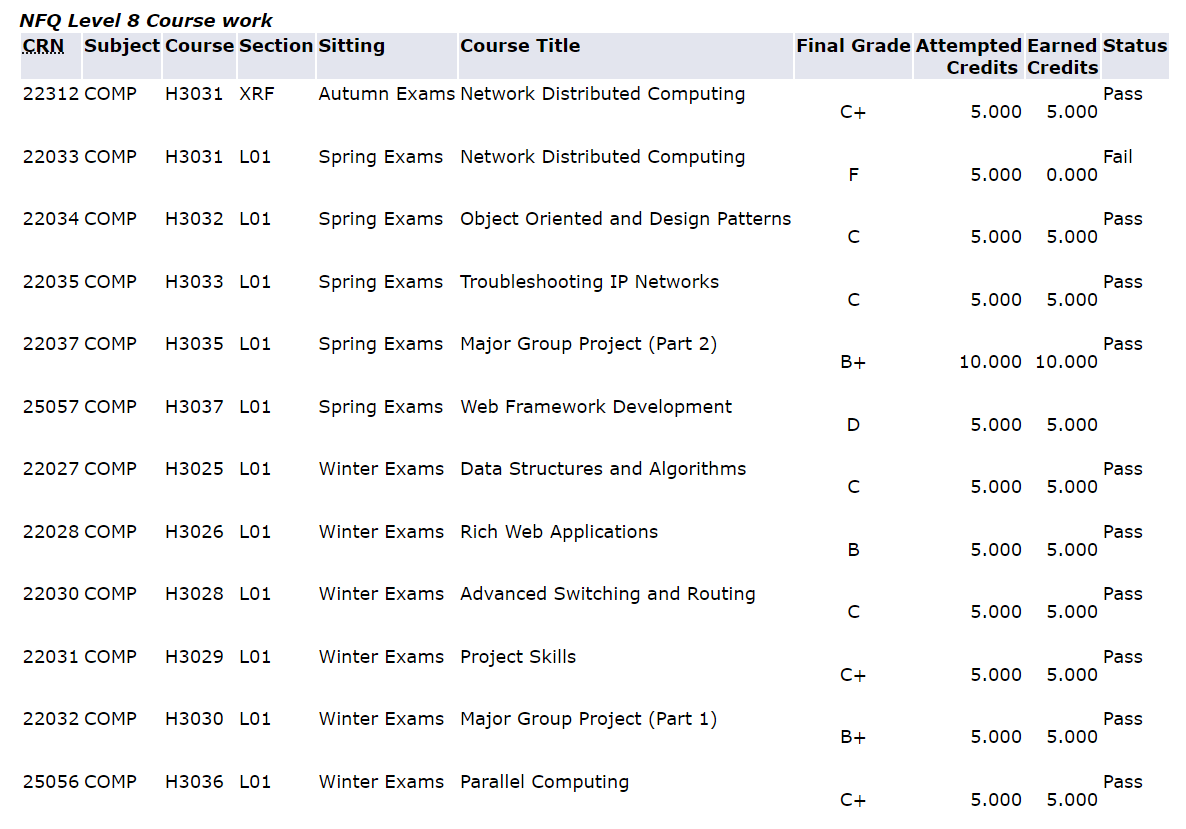 NFQ Level 8 Course work
CRN Subject Course Section Sitting Course Title Final Grade Attempted Credits Earned Credits Status
22312 COMP H3031 XRF Autumn Exams Network Distributed Computing C+ 5.000 5.000 Pass
22033 COMP H3031 L01 Spring Exams Network Distributed Computing F 5.000 0.000 Fail
22034 COMP H3032 L01 Spring Exams Object Oriented and Design Patterns C 5.000 5.000 Pass
22035 COMP H3033 L01 Spring Exams Troubleshooting IP Networks C 5.000 5.000 Pass
22037 COMP H3035 L01 Spring Exams Major Group Project (Part 2) B+ 10.000 10.000 Pass
25057 COMP H3037 L01 Spring Exams Web Framework Development D 5.000 5.000
22027 COMP H3025 L01 Winter Exams Data Structures and Algorithms C 5.000 5.000 Pass
22028 COMP H3026 L01 Winter Exams Rich Web Applications B 5.000 5.000 Pass
22030 COMP H3028 L01 Winter Exams Advanced Switching and Routing C 5.000 5.000 Pass
22031 COMP H3029 L01 Winter Exams Project Skills C+ 5.000 5.000 Pass
22032 COMP H3030 L01 Winter Exams Major Group Project (Part 1) B+ 5.000 5.000 Pass
25056 COMP H3036 L01 Winter Exams Parallel Computing C+ 5.000 5.000 Pass